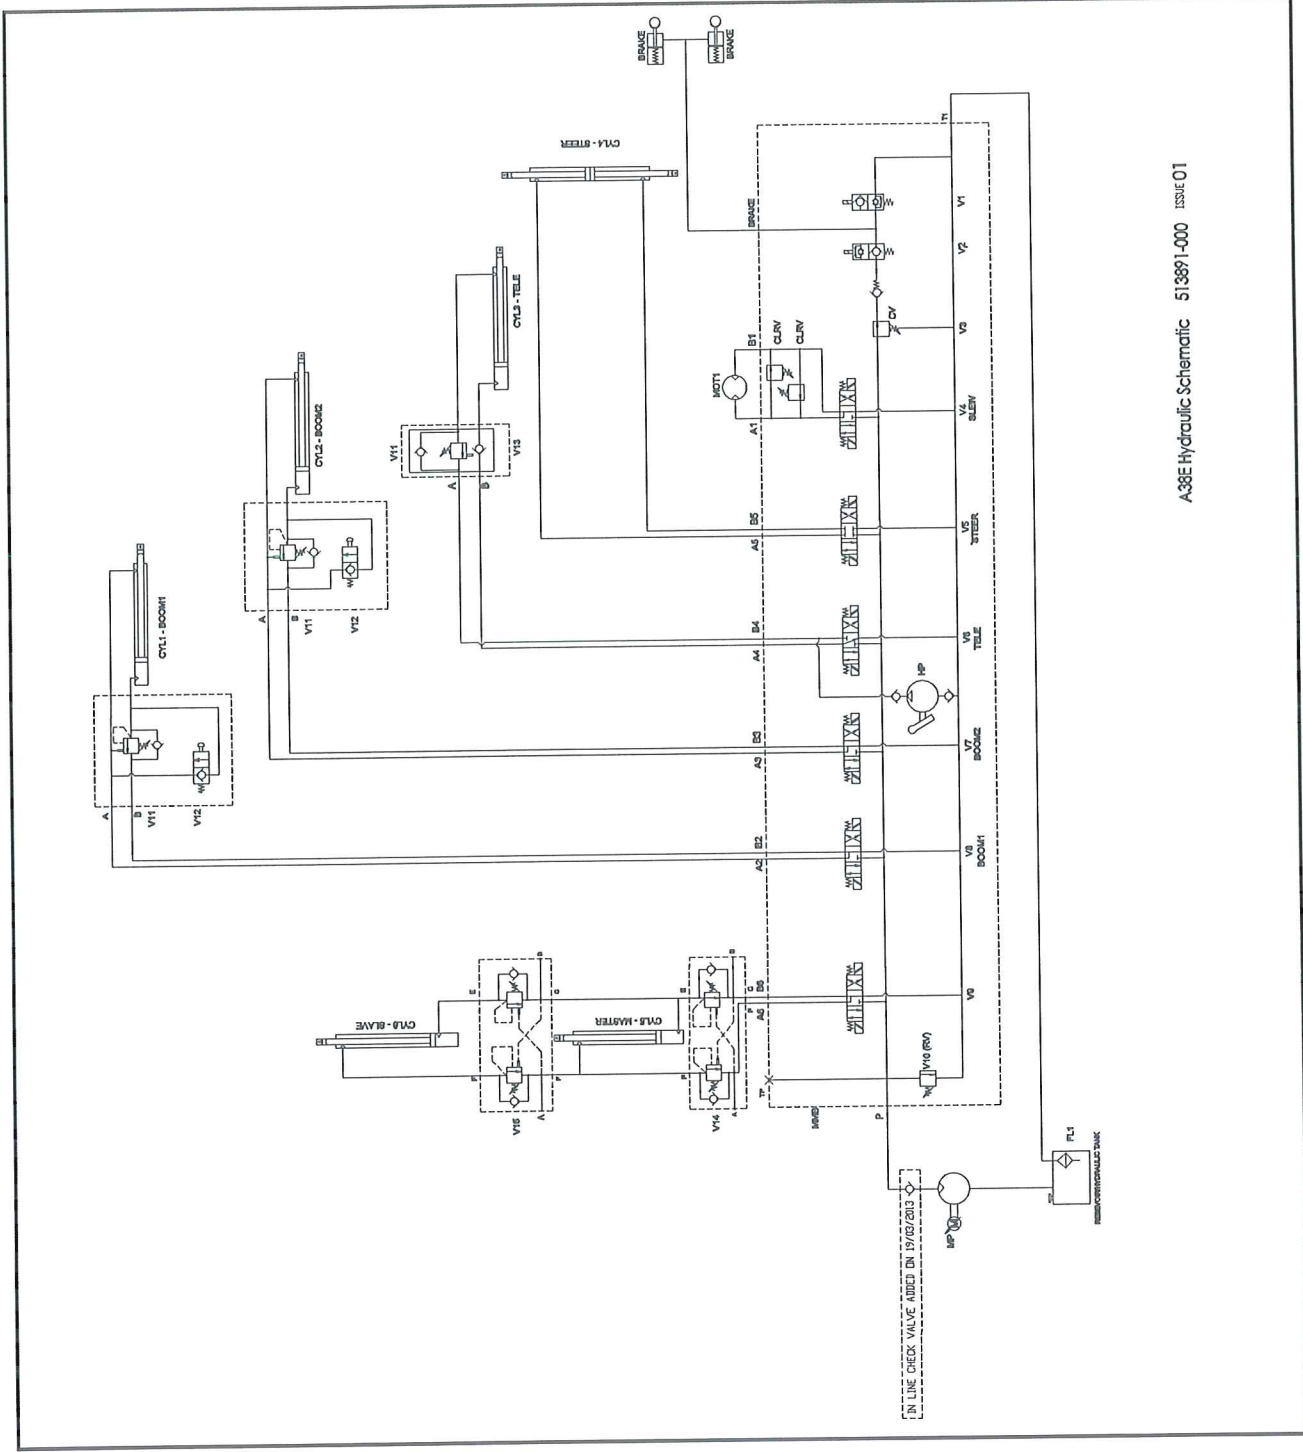 BRAKE
BRAKE
CYL4 - STEER
CYL3 - TELE
CYL2 - BOOM2
CYL1 - BOOM1
V11
V13
A
B
A
B
V11
V12
A
B
V11
V12
CYL6 - SLAVE
CYL5 - MASTER
E
B
G
F
F
A
V15
B
B
G
F
F
A
V14
MOT1
A1
B1
CLRV
CLRV
BRAKE
T1
A5
B5
A4
B4
A3
B3
A2
B2
A6
B6
TP
P
HP
CV
V1
V2
V3
V4
SLEW
V5
STEER
V6
TELE
V7
BOOM2
V8
BOOM1
V9
V10 (RV)
IN LINE CHECK VALVE ADDED ON 19/03/2013
MP
M
FL1
A38E Hydraulic Schematic 513891-000 ISSUE 01